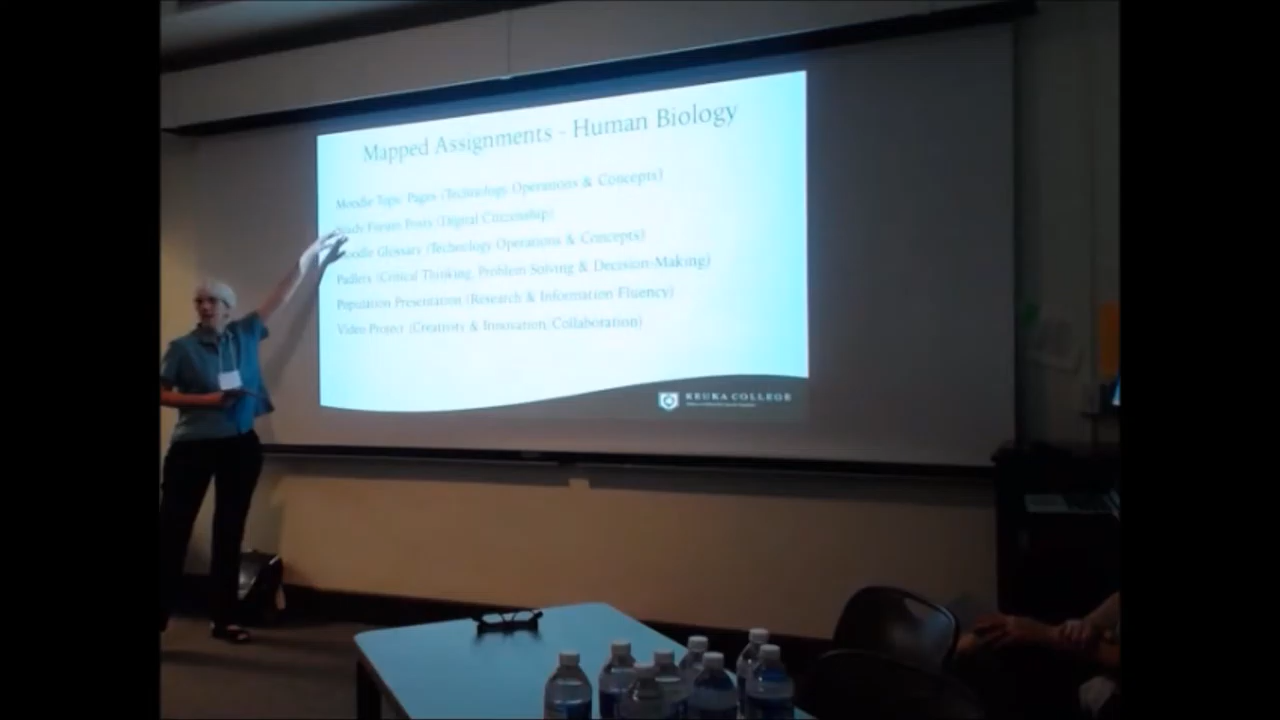 Mapped Assignments - Human Biology
Moodle Topic Pages (Technology Operations & Concepts)
Study Forum Posts (Digital Citizenship)
Moodle Glossary (Technology Operations & Concepts)
Padlets (Critical Thinking, Problem Solving & Decision-Making)
Population Presentation (Research & Information Fluency)
Video Project (Creativity & Innovation, Collaboration)
KEUKA COLLEGE